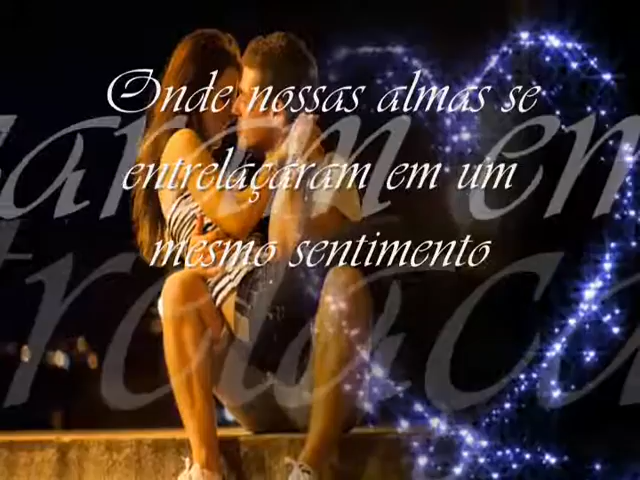 Onde nossas almas se
entrelaçaram em um
mesmo sentimento